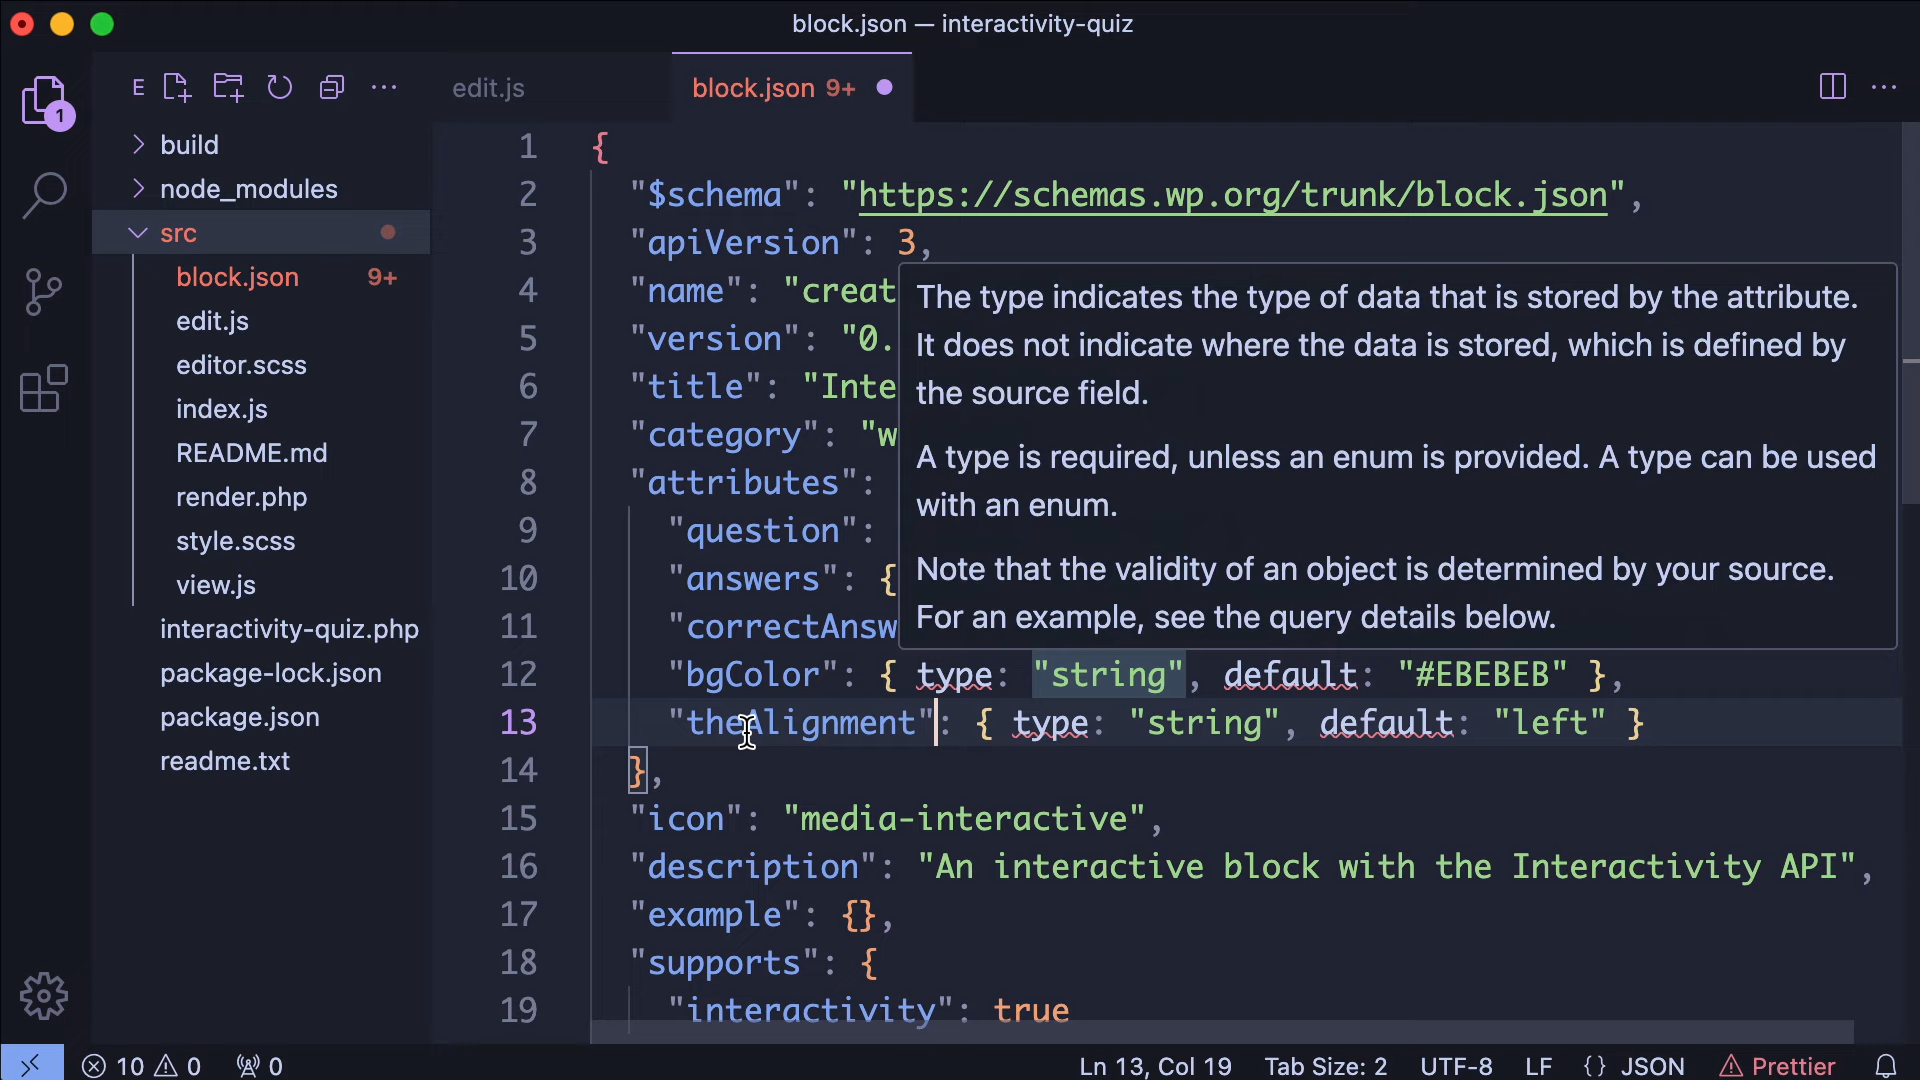 block.json — interactivity-quiz
E
edit.js
block.json 9+
1
build
node_modules
src
block.json 9+
edit.js
editor.scss
index.js
README.md
render.php
style.scss
view.js
interactivity-quiz.php
package-lock.json
package.json
readme.txt
1 {
2 "$schema": "https://schemas.wp.org/trunk/block.json",
3 "apiVersion": 3,
4 "name": "creat
5 "version": "0.
6 "title": "Inte
7 "category": "w
8 "attributes":
9 "question":
10 "answers": {
11 "correctAnsw
The type indicates the type of data that is stored by the attribute.
It does not indicate where the data is stored, which is defined by
the source field.
A type is required, unless an enum is provided. A type can be used
with an enum.
Note that the validity of an object is determined by your source.
For an example, see the query details below.
12 "bgColor": { type: "string", default: "#EBEBEB" },
13 "theAlignment": { type: "string", default: "left" }
14 },
15 "icon": "media-interactive",
16 "description": "An interactive block with the Interactivity API",
17 "example": {},
18 "supports": {
19 "interactivity": true
10 0 0 Ln 13, Col 19 Tab Size: 2 UTF-8 LF {} JSON Prettier